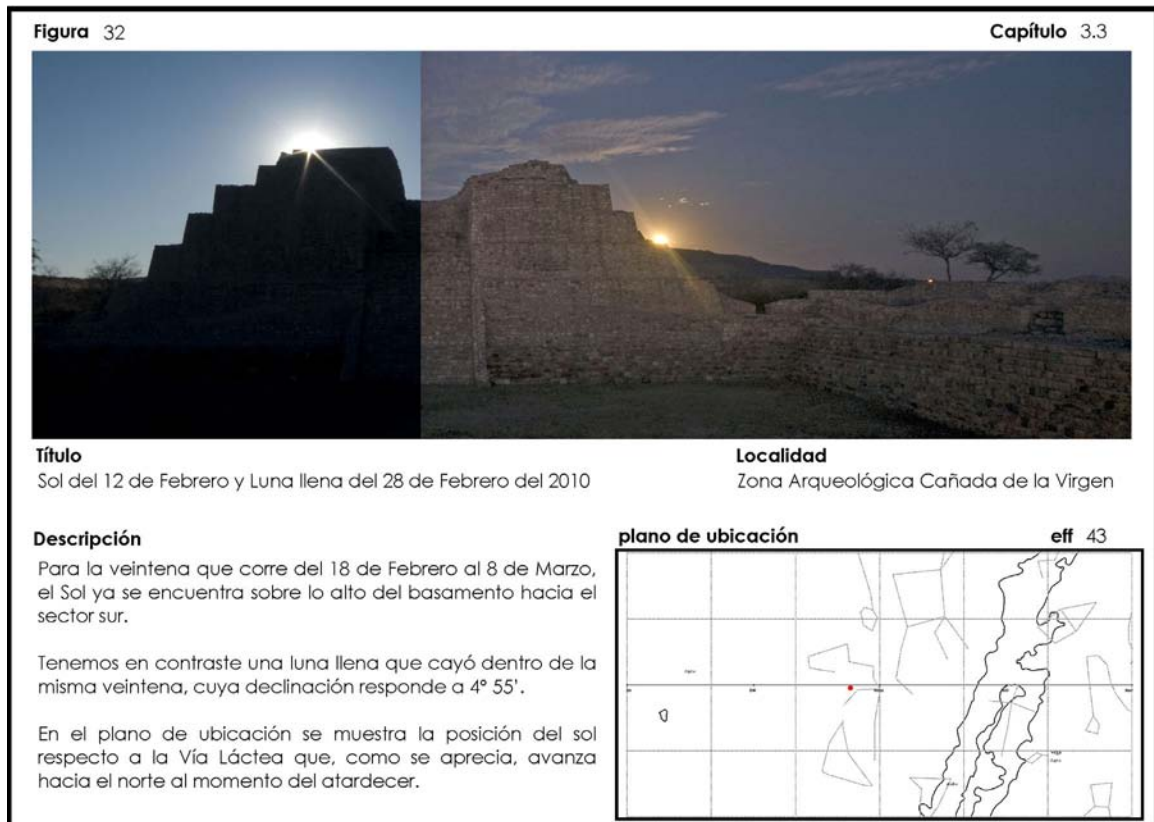 Figura 32
Capítulo 3.3
Título
Sol del 12 de Febrero y Luna llena del 28 de Febrero del 2010
Localidad
Zona Arqueológica Cañada de la Virgen
Descripción
Para la veintena que corre del 18 de Febrero al 8 de Marzo,
el Sol ya se encuentra sobre lo alto del basamento hacia el
sector sur.
Tenemos en contraste una luna llena que cayó dentro de la
misma veintena, cuya declinación responde a 4º 55'.
En el plano de ubicación se muestra la posición del sol
respecto a la Vía Láctea que, como se aprecia, avanza
hacia el norte al momento del atardecer.
plano de ubicación
eff 43